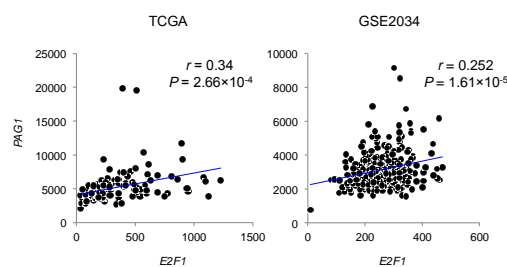 TCGA
GSE2034
r = 0.34
P = 2.66×10-4
r = 0.252
P = 1.61×10-5
PAG1
25000
20000
15000
10000
5000
0
0
500
1000
1500
E2F1
10000
8000
6000
4000
2000
0
0
200
400
600
E2F1